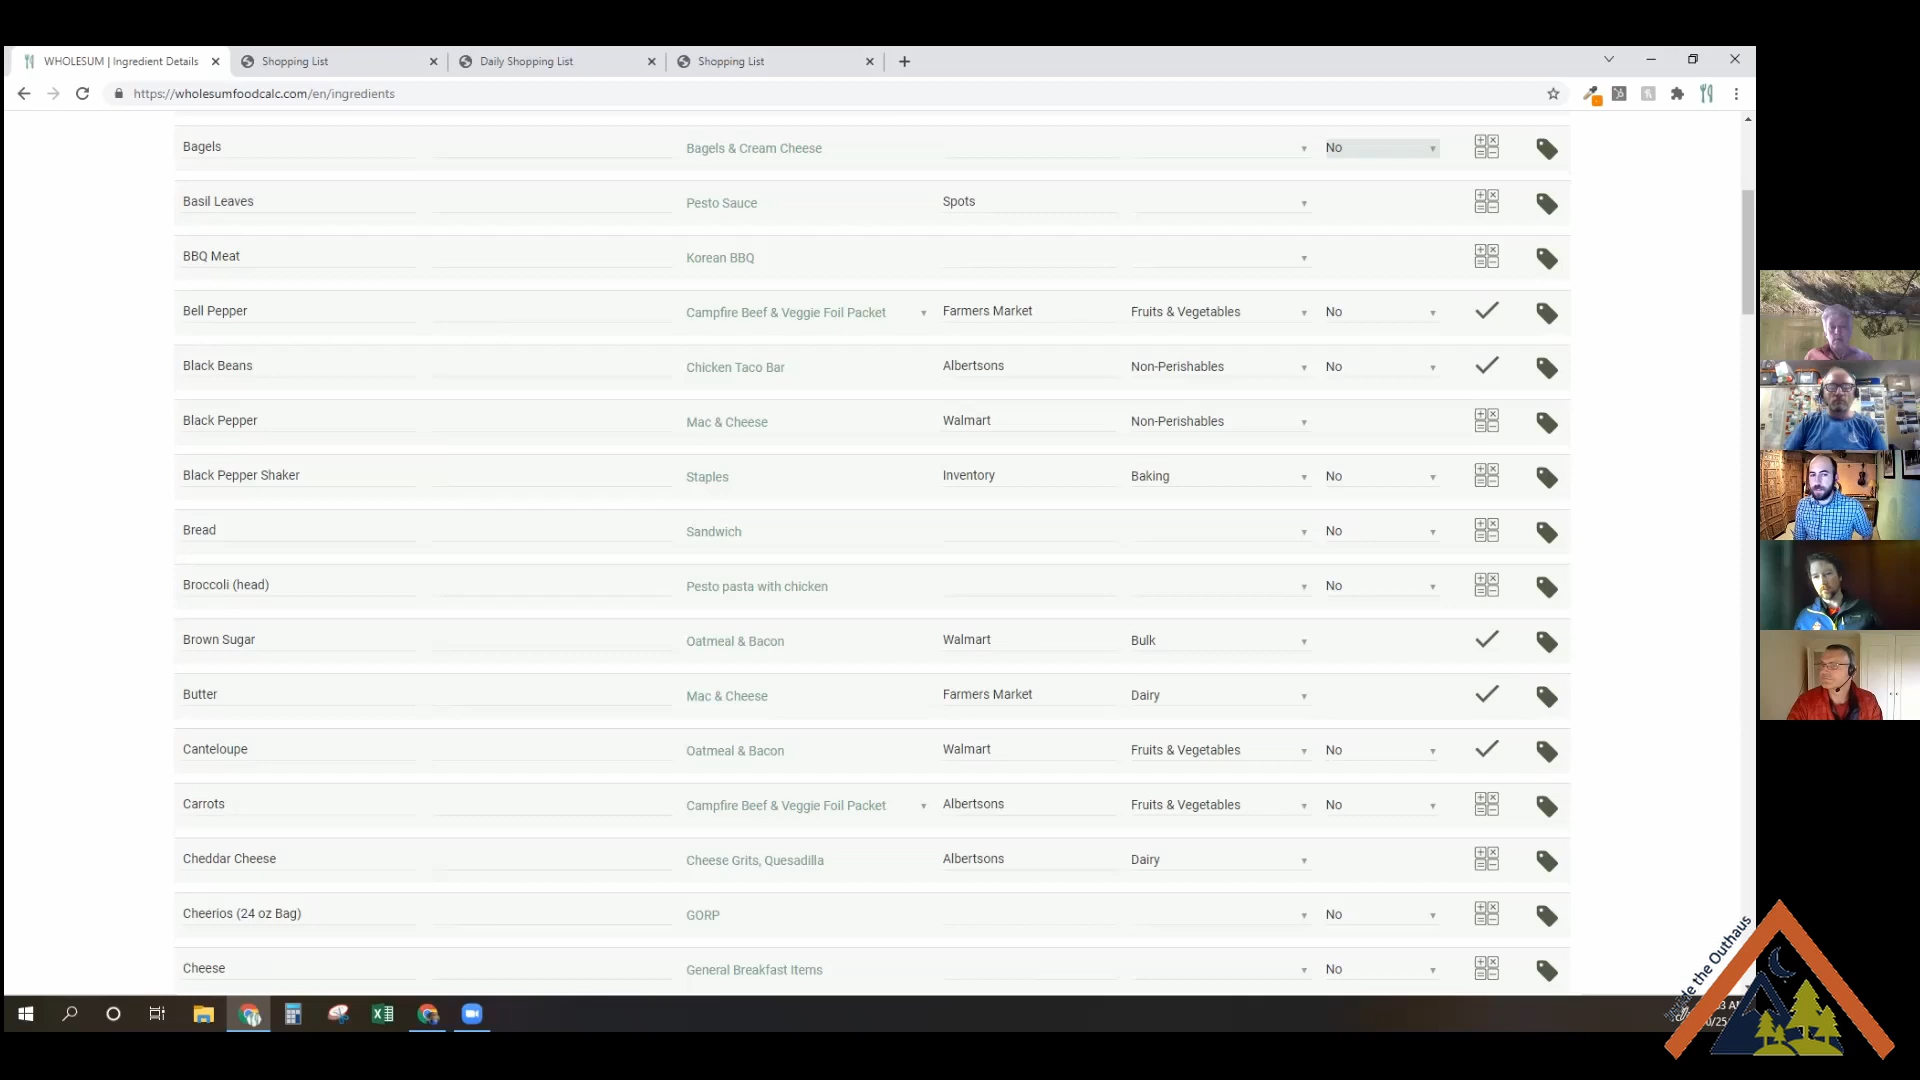 WHOLESUM | Ingredient Details
Shopping List
Daily Shopping List
Shopping List
https://wholesumfoodcalc.com/en/ingredients
Bagels Bagels & Cream Cheese No
Basil Leaves Pesto Sauce Spots
BBQ Meat Korean BBQ
Bell Pepper Campfire Beef & Veggie Foil Packet Farmers Market Fruits & Vegetables No
Black Beans Chicken Taco Bar Albertsons Non-Perishables No
Black Pepper Mac & Cheese Walmart Non-Perishables
Black Pepper Shaker Staples Inventory Baking No
Bread Sandwich No
Broccoli (head) Pesto pasta with chicken No
Brown Sugar Oatmeal & Bacon Walmart Bulk
Butter Mac & Cheese Farmers Market Dairy
Canteloupe Oatmeal & Bacon Walmart Fruits & Vegetables No
Carrots Campfire Beef & Veggie Foil Packet Albertsons Fruits & Vegetables No
Cheddar Cheese Cheese Grits, Quesadilla Albertsons Dairy
Cheerios (24 oz Bag) GORP No
Cheese General Breakfast Items No
the Outhaus